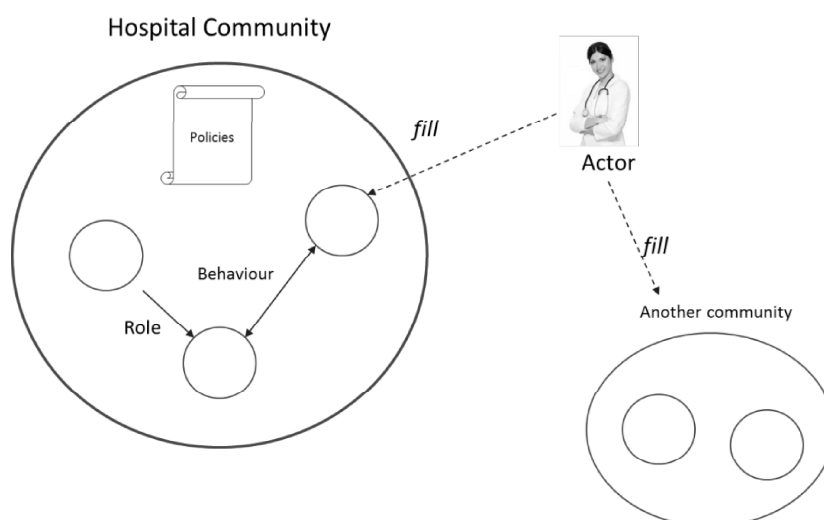 Hospital Community
Policies
fill
Actor
Behaviour
fill
Role
Another community